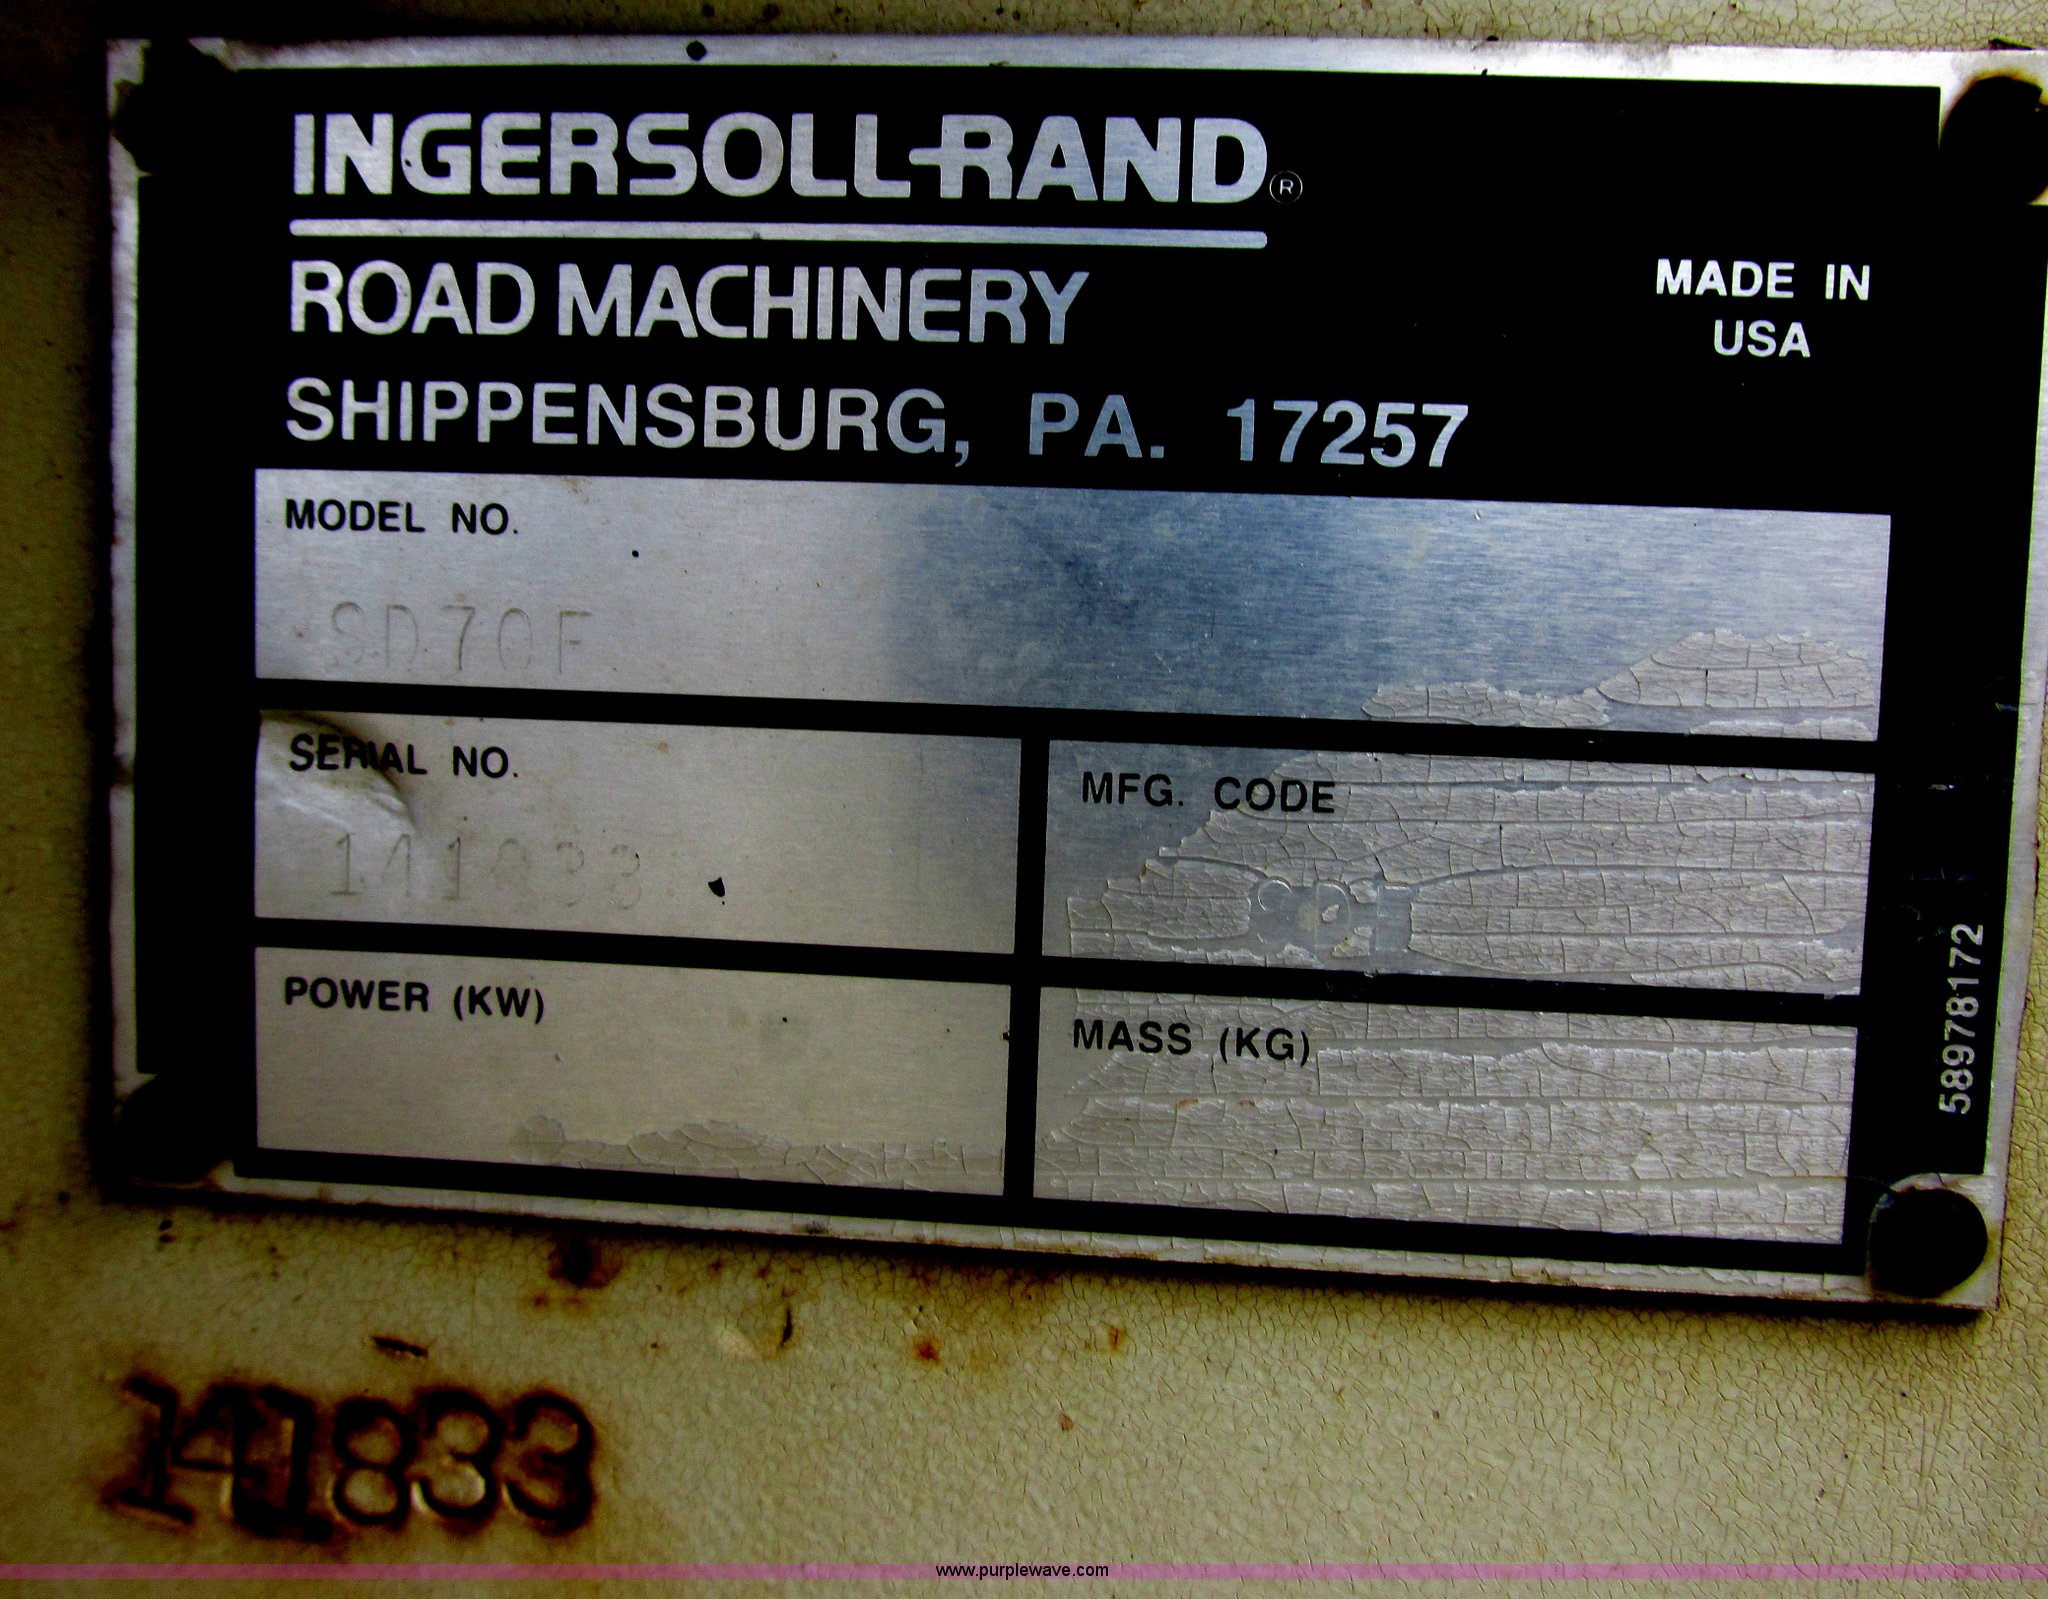 INGERSOLL-RAND®
ROAD MACHINERY
MADE IN
USA
SHIPPENSBURG, PA. 17257
MODEL NO.
SD70F
SERIAL NO.
141833
MFG. CODE
POWER (KW)
MASS (KG)
58978172
141833
www.purplewave.com